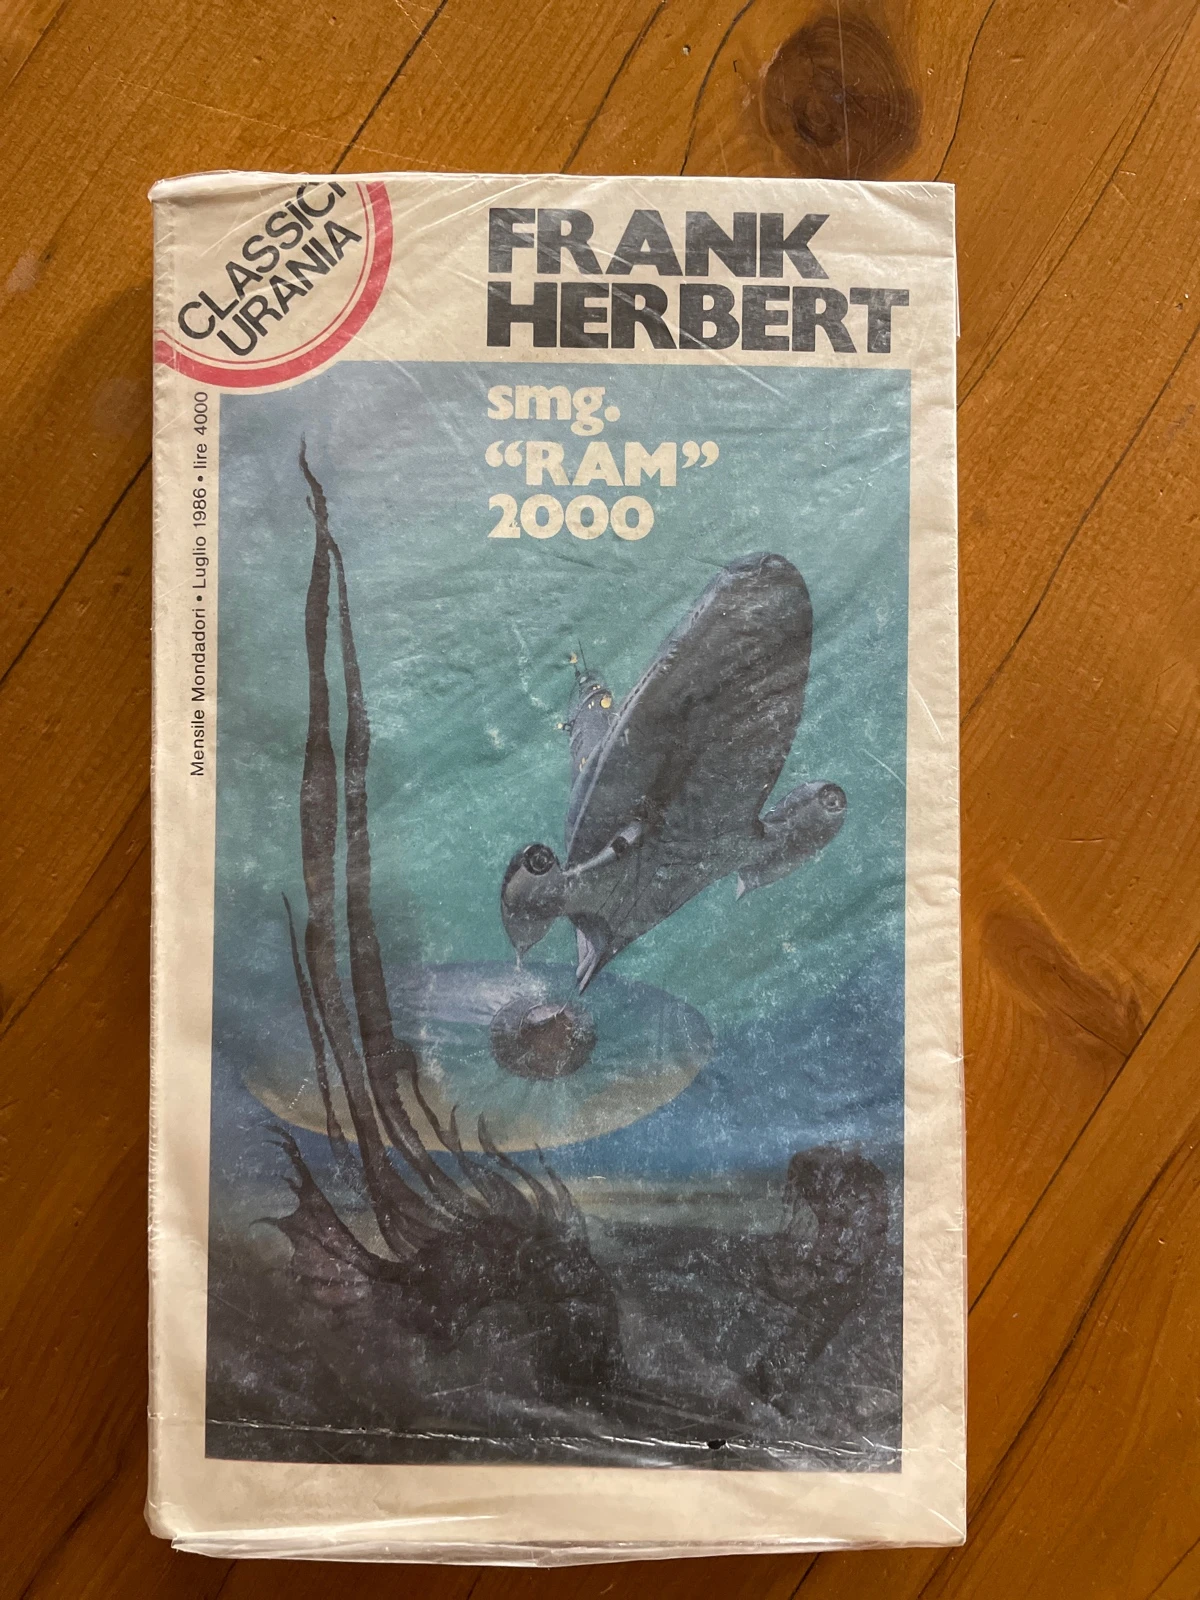 CLASSICI
URANIA
FRANK
HERBERT
smg.
“RAM”
2000
Mensile Mondadori • Luglio 1986 • lire 4000